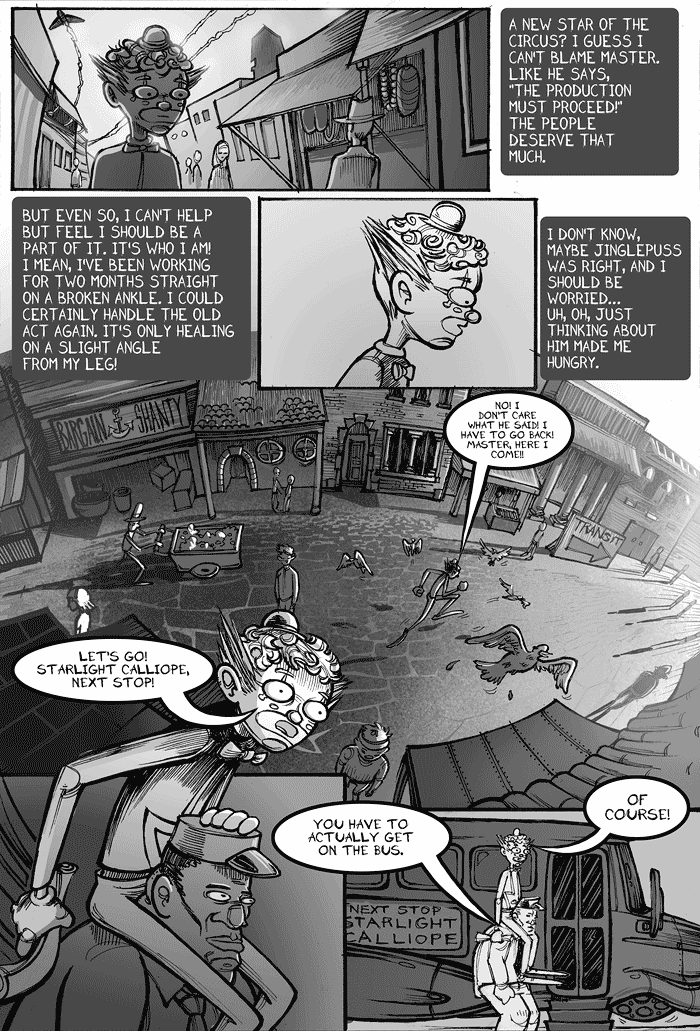 A NEW STAR OF THE
CIRCUS? I GUESS I
CAN'T BLAME MASTER.
LIKE HE SAYS,
"THE PRODUCTION
MUST PROCEED!"
THE PEOPLE
DESERVE THAT
MUCH.
BUT EVEN SO, I CAN'T HELP
BUT FEEL I SHOULD BE A
PART OF IT. IT'S WHO I AM!
I MEAN, I'VE BEEN WORKING
FOR TWO MONTHS STRAIGHT
ON A BROKEN ANKLE. I COULD
CERTAINLY HANDLE THE OLD
ACT AGAIN. IT'S ONLY HEALING
ON A SLIGHT ANGLE
FROM MY LEG!
I DON'T KNOW,
MAYBE JINGLEPUSS
WAS RIGHT, AND I
SHOULD BE
WORRIED...
UH, OH, JUST
THINKING ABOUT
HIM MADE ME
HUNGRY.
BIRGAIN SHANTY
NO! I
DON'T CARE
WHAT HE SAID! I
HAVE TO GO BACK!
MASTER, HERE I
COME!!
TRANSIT
LET'S GO!
STARLIGHT CALLIOPE,
NEXT STOP!
YOU HAVE TO
ACTUALLY GET
ON THE BUS.
OF
COURSE!
NEXT STOP
STARLIGHT
CALLIOPE